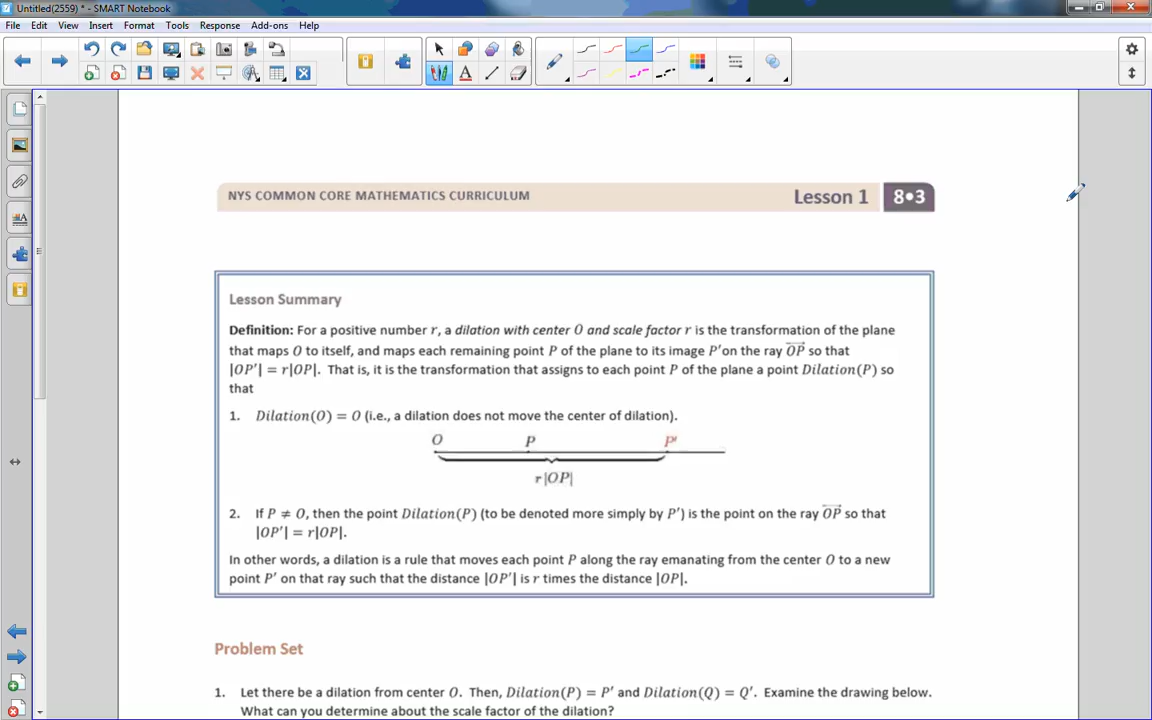 Untitled(2559) * - SMART Notebook
File Edit View Insert Format Tools Response Add-ons Help
NYS COMMON CORE MATHEMATICS CURRICULUM Lesson 1 8•3
Lesson Summary
Definition: For a positive number r, a dilation with center O and scale factor r is the transformation of the plane
that maps O to itself, and maps each remaining point P of the plane to its image P′on the ray OP so that
|OP′| = r|OP|. That is, it is the transformation that assigns to each point P of the plane a point Dilation(P) so
that
1. Dilation(O) = O (i.e., a dilation does not move the center of dilation).
O P P′
r|OP|
2. If P ≠ O, then the point Dilation(P) (to be denoted more simply by P′) is the point on the ray OP so that
|OP′| = r|OP|.
In other words, a dilation is a rule that moves each point P along the ray emanating from the center O to a new
point P′ on that ray such that the distance |OP′| is r times the distance |OP|.
Problem Set
1. Let there be a dilation from center O. Then, Dilation(P) = P′ and Dilation(Q) = Q′. Examine the drawing below.
What can you determine about the scale factor of the dilation?